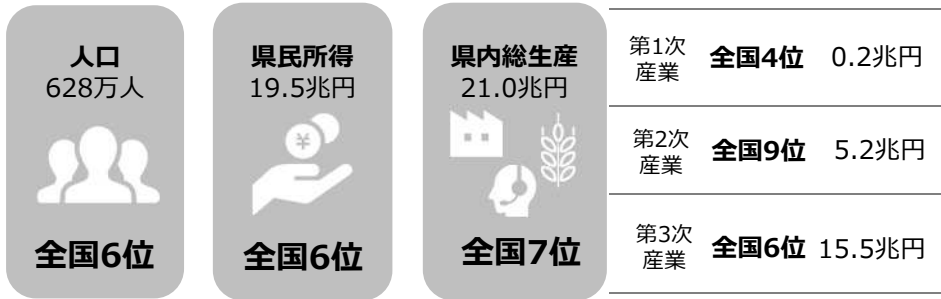 人口
628万人
全国6位
県民所得
19.5兆円
¥
全国6位
県内総生産
21.0兆円
全国7位
第1次
産業
全国4位
0.2兆円
第2次
産業
全国9位
5.2兆円
第3次
産業
全国6位
15.5兆円